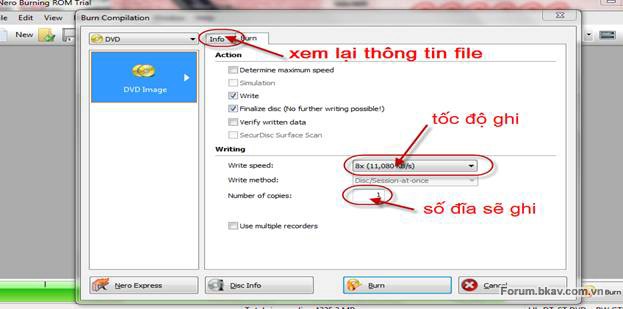 Nero Burning ROM Trial
File Edit View
Window Help
New
Burn Compilation
DVD
Info Burn
xem lại thông tin file
Action
DVD Image
Determine maximum speed
Simulation
Write
Finalize disc (No further writing possible!)
Verify written data
SecurDisc Surface Scan
tốc độ ghi
Writing
Write speed: 8x (11,080 KB/s)
Write method: Disc/Session-at-once
Number of copies: 1
số đĩa sẽ ghi
Use multiple recorders
Nero Express
Disc Info
Burn
Cancel
Forum.bkav.com.vn
Burn